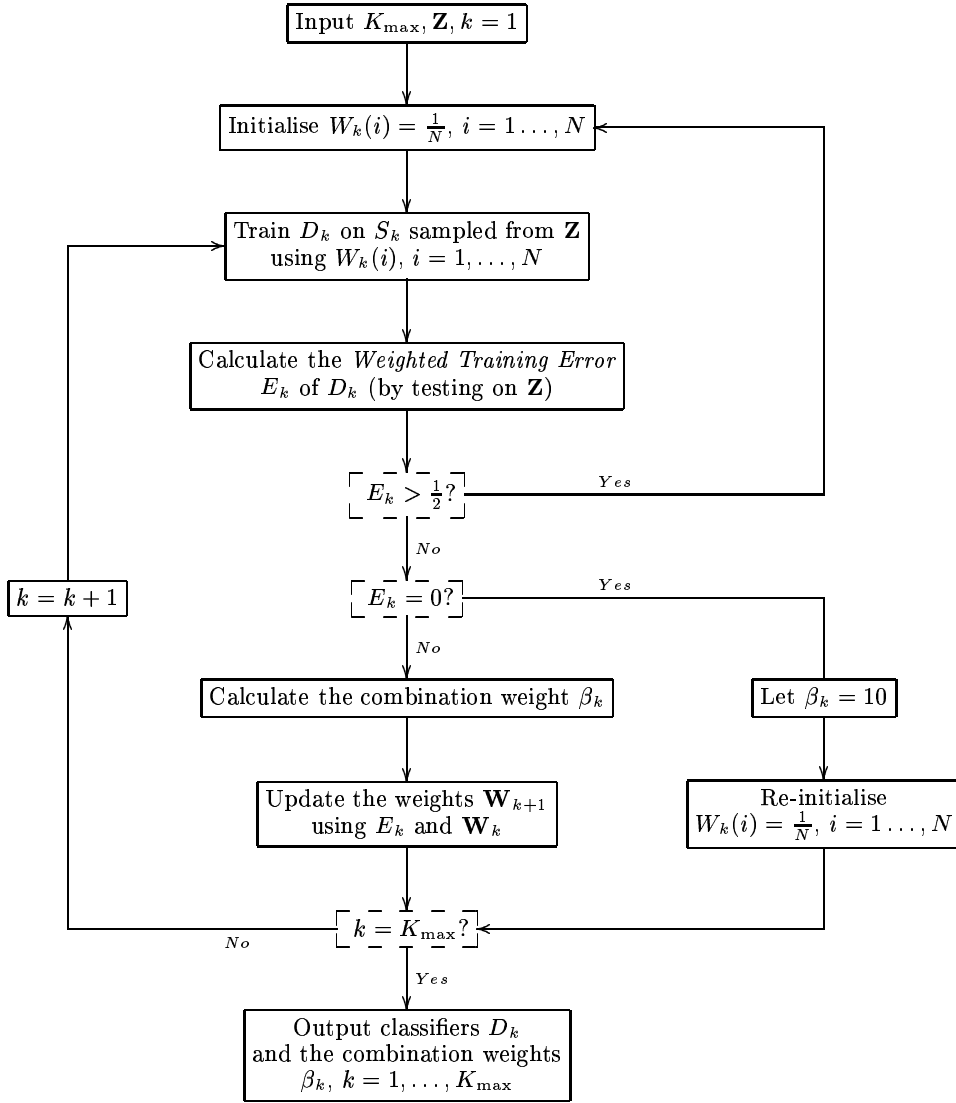 Input K_max, Z, k = 1
Initialise W_k(i) = 1/N, i = 1 ..., N
Train D_k on S_k sampled from Z
using W_k(i), i = 1, ..., N
Calculate the Weighted Training Error
E_k of D_k (by testing on Z)
E_k > 1/2?
Yes
No
k = k + 1
E_k = 0?
Yes
No
Calculate the combination weight β_k
Let β_k = 10
Update the weights W_{k+1}
using E_k and W_k
Re-initialise
W_k(i) = 1/N, i = 1 ..., N
k = K_max?
No
Yes
Output classifiers D_k
and the combination weights
β_k, k = 1, ..., K_max